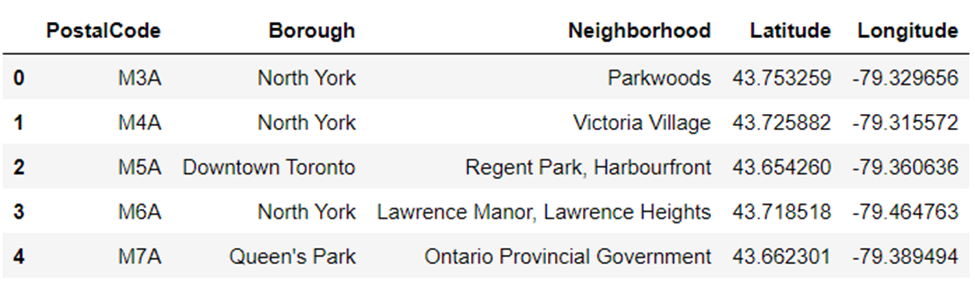 PostalCode Borough Neighborhood Latitude Longitude
0 M3A North York Parkwoods 43.753259 -79.329656
1 M4A North York Victoria Village 43.725882 -79.315572
2 M5A Downtown Toronto Regent Park, Harbourfront 43.654260 -79.360636
3 M6A North York Lawrence Manor, Lawrence Heights 43.718518 -79.464763
4 M7A Queen's Park Ontario Provincial Government 43.662301 -79.389494